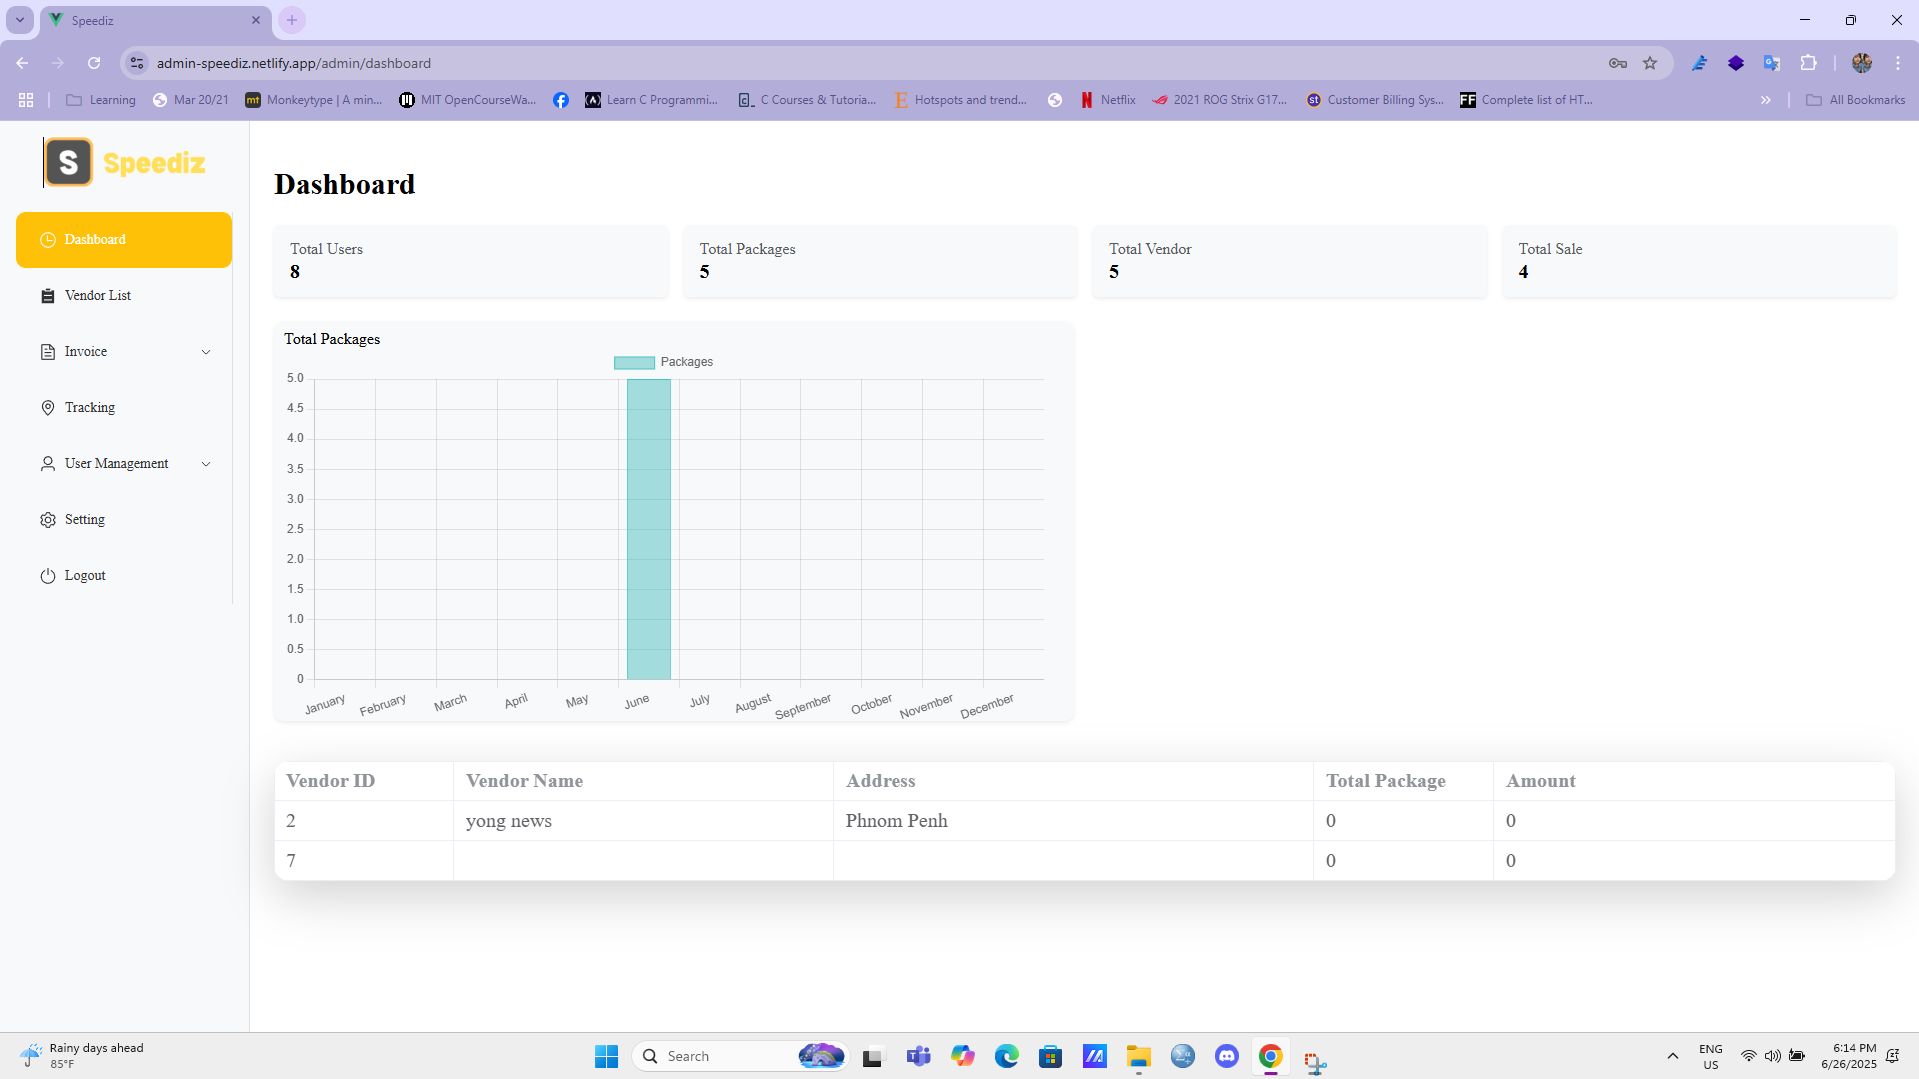 Speediz
admin-speediz.netlify.app/admin/dashboard
Learning
Mar 20/21
mt
Monkeytype | A min...
MIT OpenCourseWa...
Learn C Programmi...
C Courses & Tutoria...
Hotspots and trend...
Netflix
2021 ROG Strix G17...
st
Customer Billing Sys...
FF
Complete list of HT...
All Bookmarks
S
Speediz
Dashboard
Vendor List
Invoice
Tracking
User Management
Setting
Logout
Dashboard
Total Users
8
Total Packages
5
Total Vendor
5
Total Sale
4
Total Packages
Packages
5.0
4.5
4.0
3.5
3.0
2.5
2.0
1.5
1.0
0.5
0
January February March April May June July August September October November December
Vendor ID Vendor Name Address Total Package Amount
2 yong news Phnom Penh 0 0
7 0 0
Rainy days ahead
85°F
Search
ENG
US
6:14 PM
6/26/2025